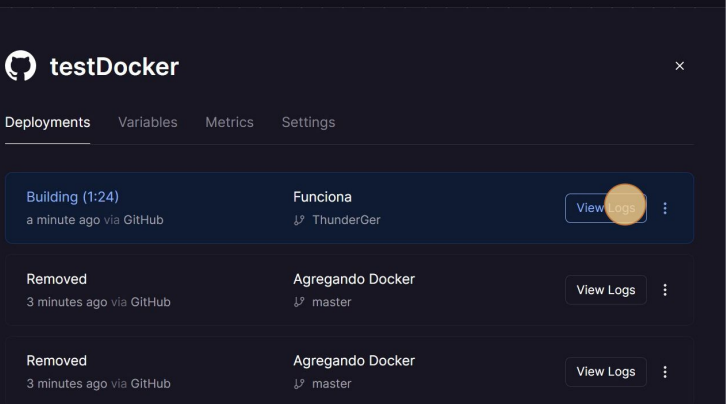 testDocker
Deployments Variables Metrics Settings
Building (1:24) Funciona View Logs
a minute ago via GitHub ThunderGer
Removed Agregando Docker View Logs
3 minutes ago via GitHub master
Removed Agregando Docker View Logs
3 minutes ago via GitHub master